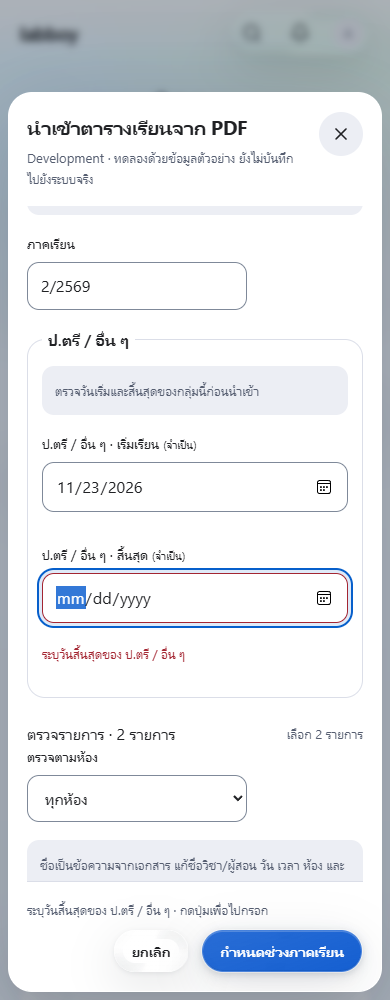 labboy
นำเข้าตารางเรียนจาก PDF
Development · ทดลองด้วยข้อมูลตัวอย่าง ยังไม่บันทึก
ไปยังระบบจริง
ภาคเรียน
2/2569
ป.ตรี / อื่น ๆ
ตรวจวันเริ่มและสิ้นสุดของกลุ่มนี้ก่อนนำเข้า
ป.ตรี / อื่น ๆ · เริ่มเรียน (จำเป็น)
11/23/2026
ป.ตรี / อื่น ๆ · สิ้นสุด (จำเป็น)
mm/dd/yyyy
ระบุวันสิ้นสุดของ ป.ตรี / อื่น ๆ
ตรวจรายการ · 2 รายการ
เลือก 2 รายการ
ตรวจตามห้อง
ทุกห้อง
ชื่อเป็นข้อความจากเอกสาร แก้ชื่อวิชา/ผู้สอน วัน เวลา ห้อง และ
ระบุวันสิ้นสุดของ ป.ตรี / อื่น ๆ · กดปุ่มเพื่อไปกรอก
ยกเลิก
กำหนดช่วงภาคเรียน